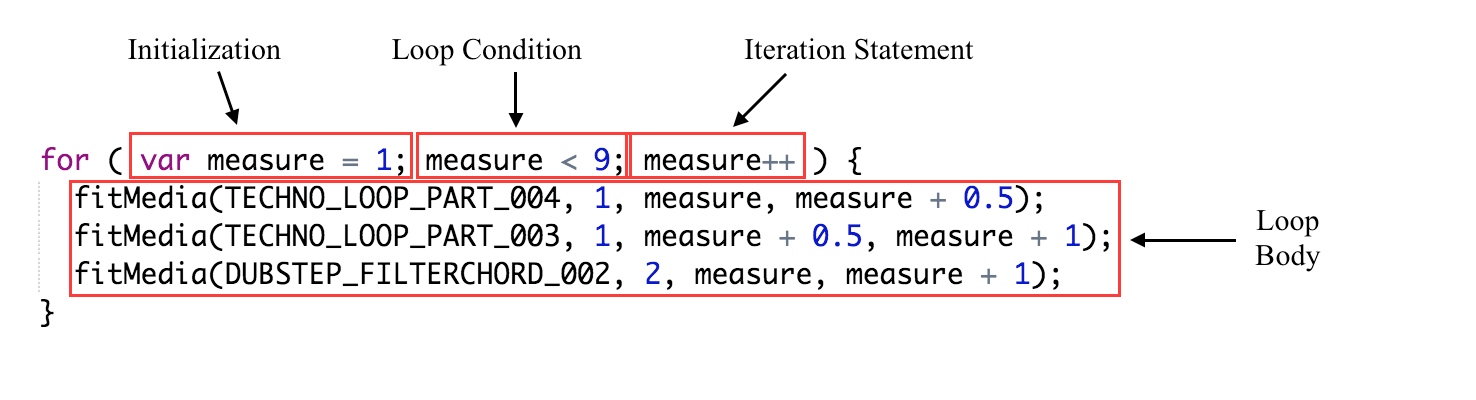 Initialization Loop Condition Iteration Statement
for ( var measure = 1; measure < 9; measure++ ) {
fitMedia(TECHNO_LOOP_PART_004, 1, measure, measure + 0.5);
fitMedia(TECHNO_LOOP_PART_003, 1, measure + 0.5, measure + 1);
fitMedia(DUBSTEP_FILTERCHORD_002, 2, measure, measure + 1);
}
Loop
Body